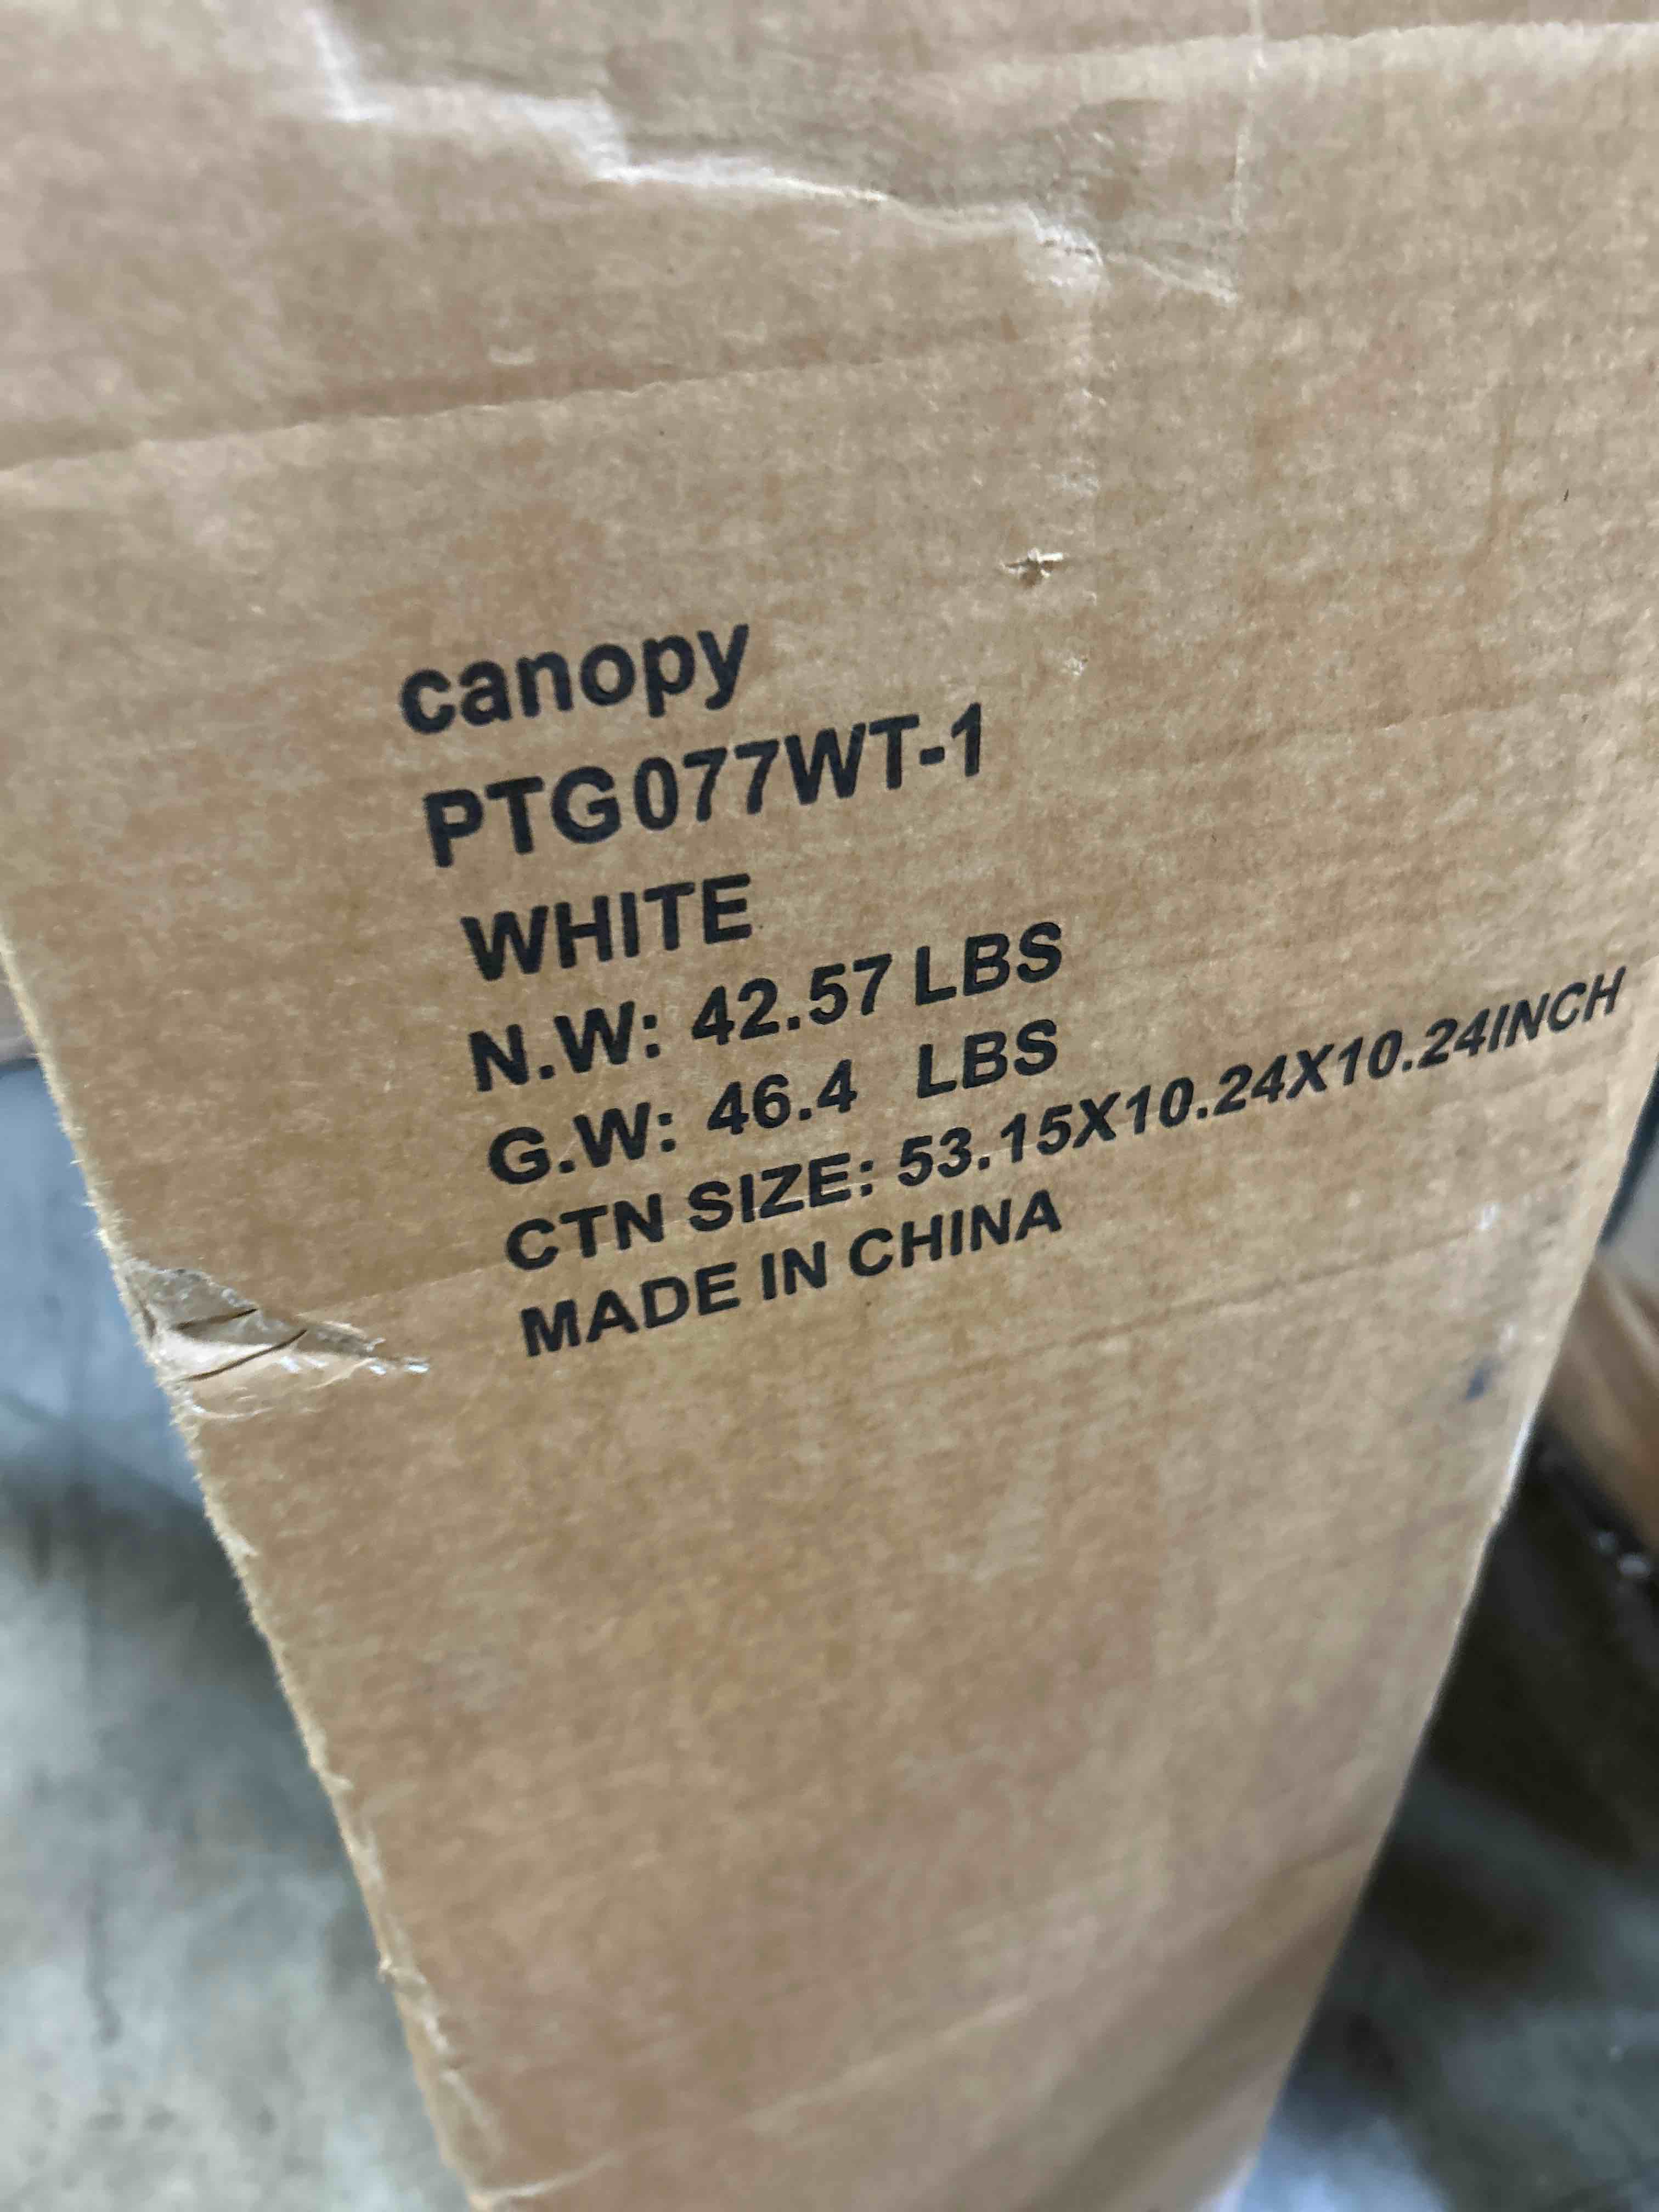 canopy
PTG077WT-1
WHITE
N.W: 42.57 LBS
G.W: 46.4 LBS
CTN SIZE: 53.15X10.24X10.24INCH
MADE IN CHINA